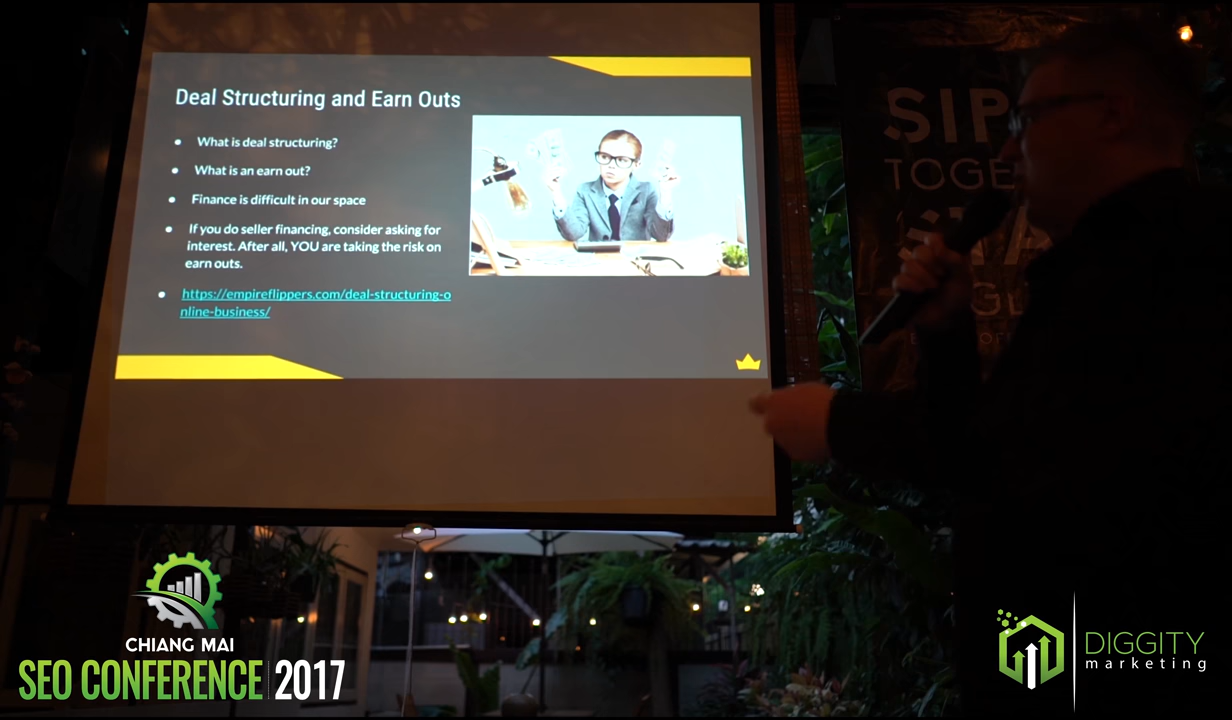 Deal Structuring and Earn Outs
What is deal structuring?
What is an earn out?
Finance is difficult in our space
If you do seller financing, consider asking for
interest. After all, YOU are taking the risk on
earn outs.
https://empireflippers.com/deal-structuring-o
nline-business/
SIP
TOGE
STA
CHIANG MAI
SEO CONFERENCE 2017
DIGGITY
marketing